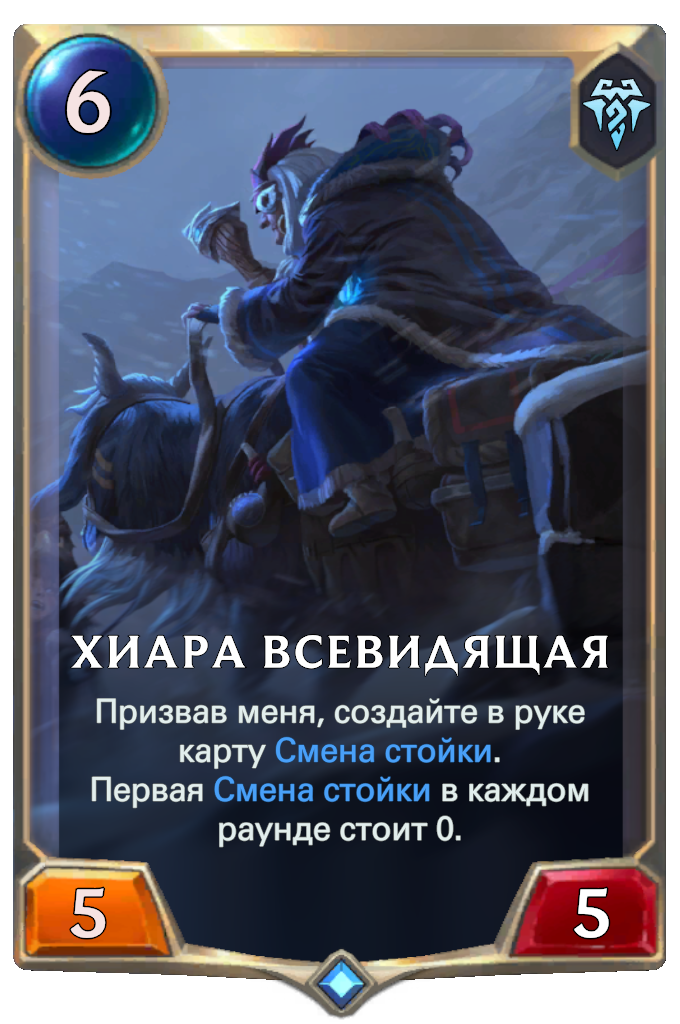 6
ХИАРА ВСЕВИДЯЩАЯ
Призвав меня, создайте в руке
карту Смена стойки.
Первая Смена стойки в каждом
раунде стоит 0.
5
5